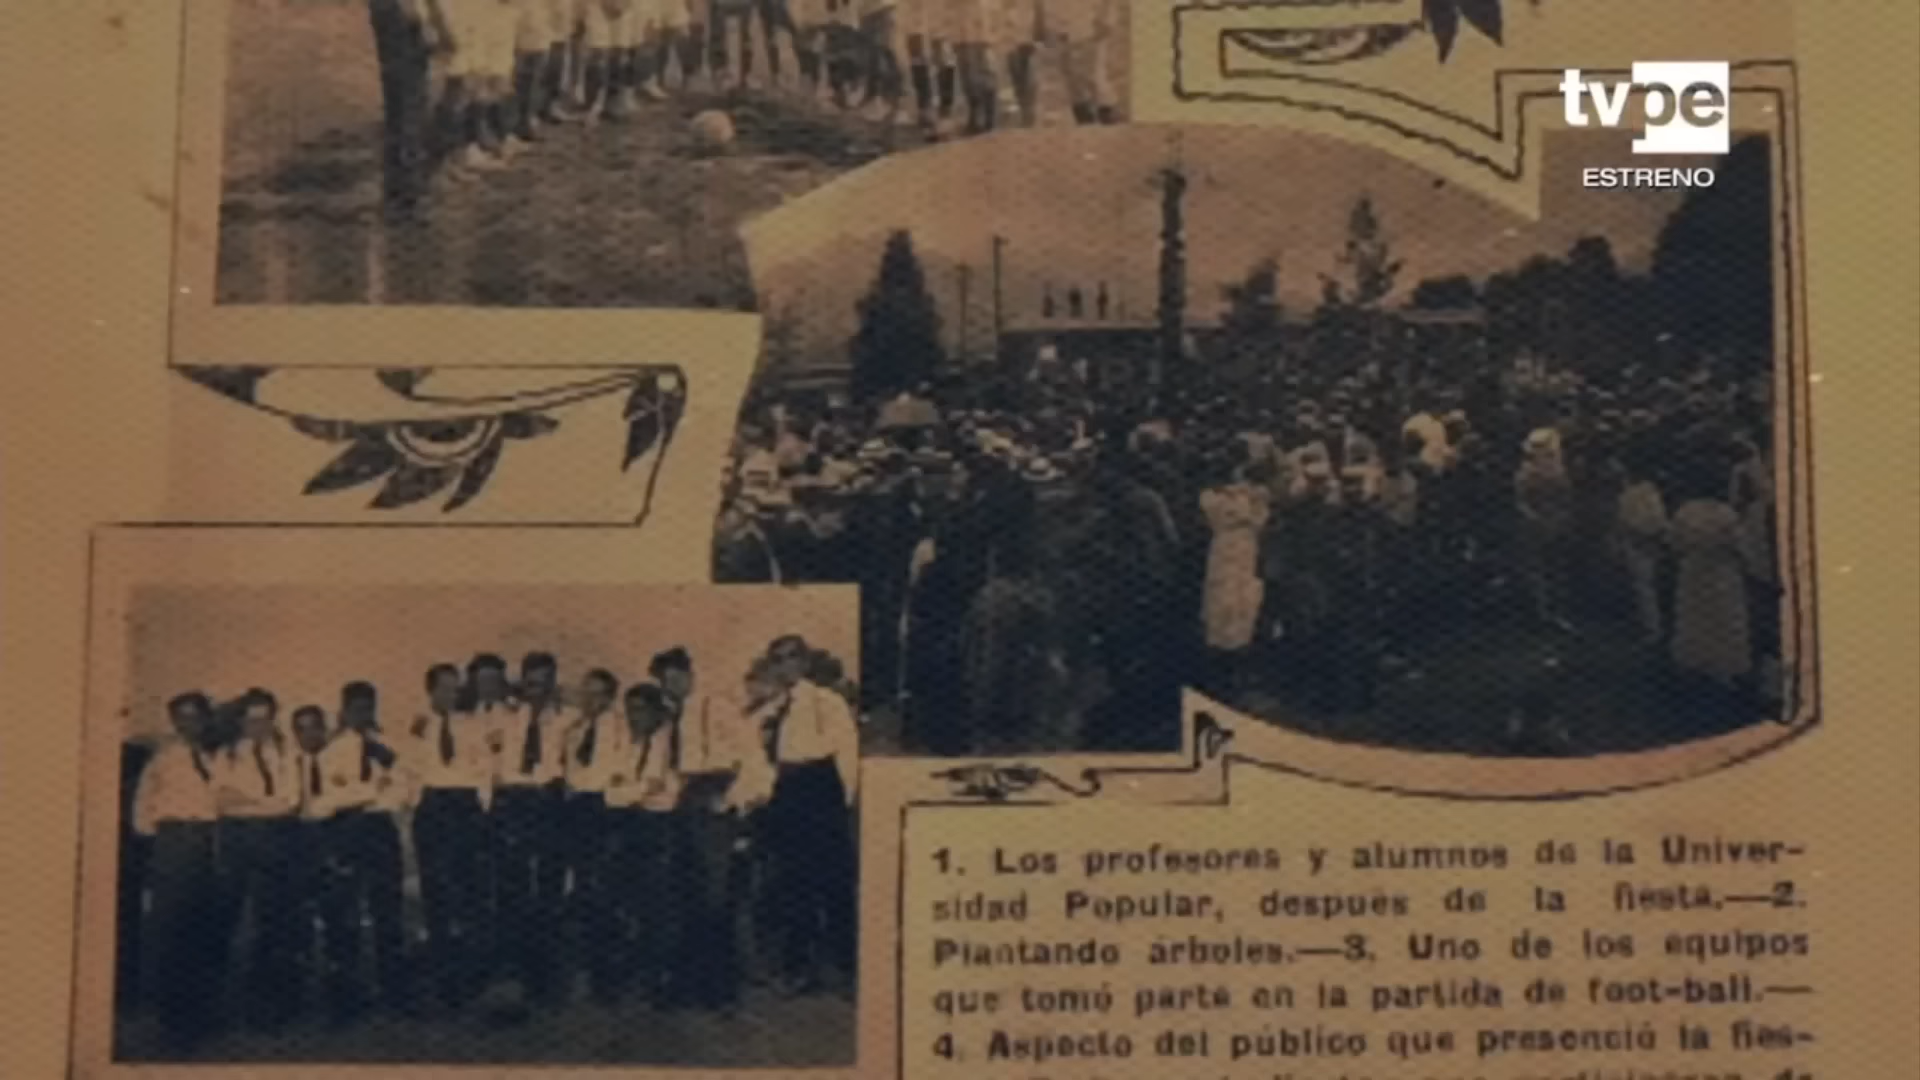 tvpe
ESTRENO
1. Los profesores y alumnos de la Univer-
sidad Popular, después de la fiesta.—2.
Plantando árboles.—3. Uno de los equipos
que tomó parte en la partida de foot-ball.—
4. Aspecto del público que presenció la fies-